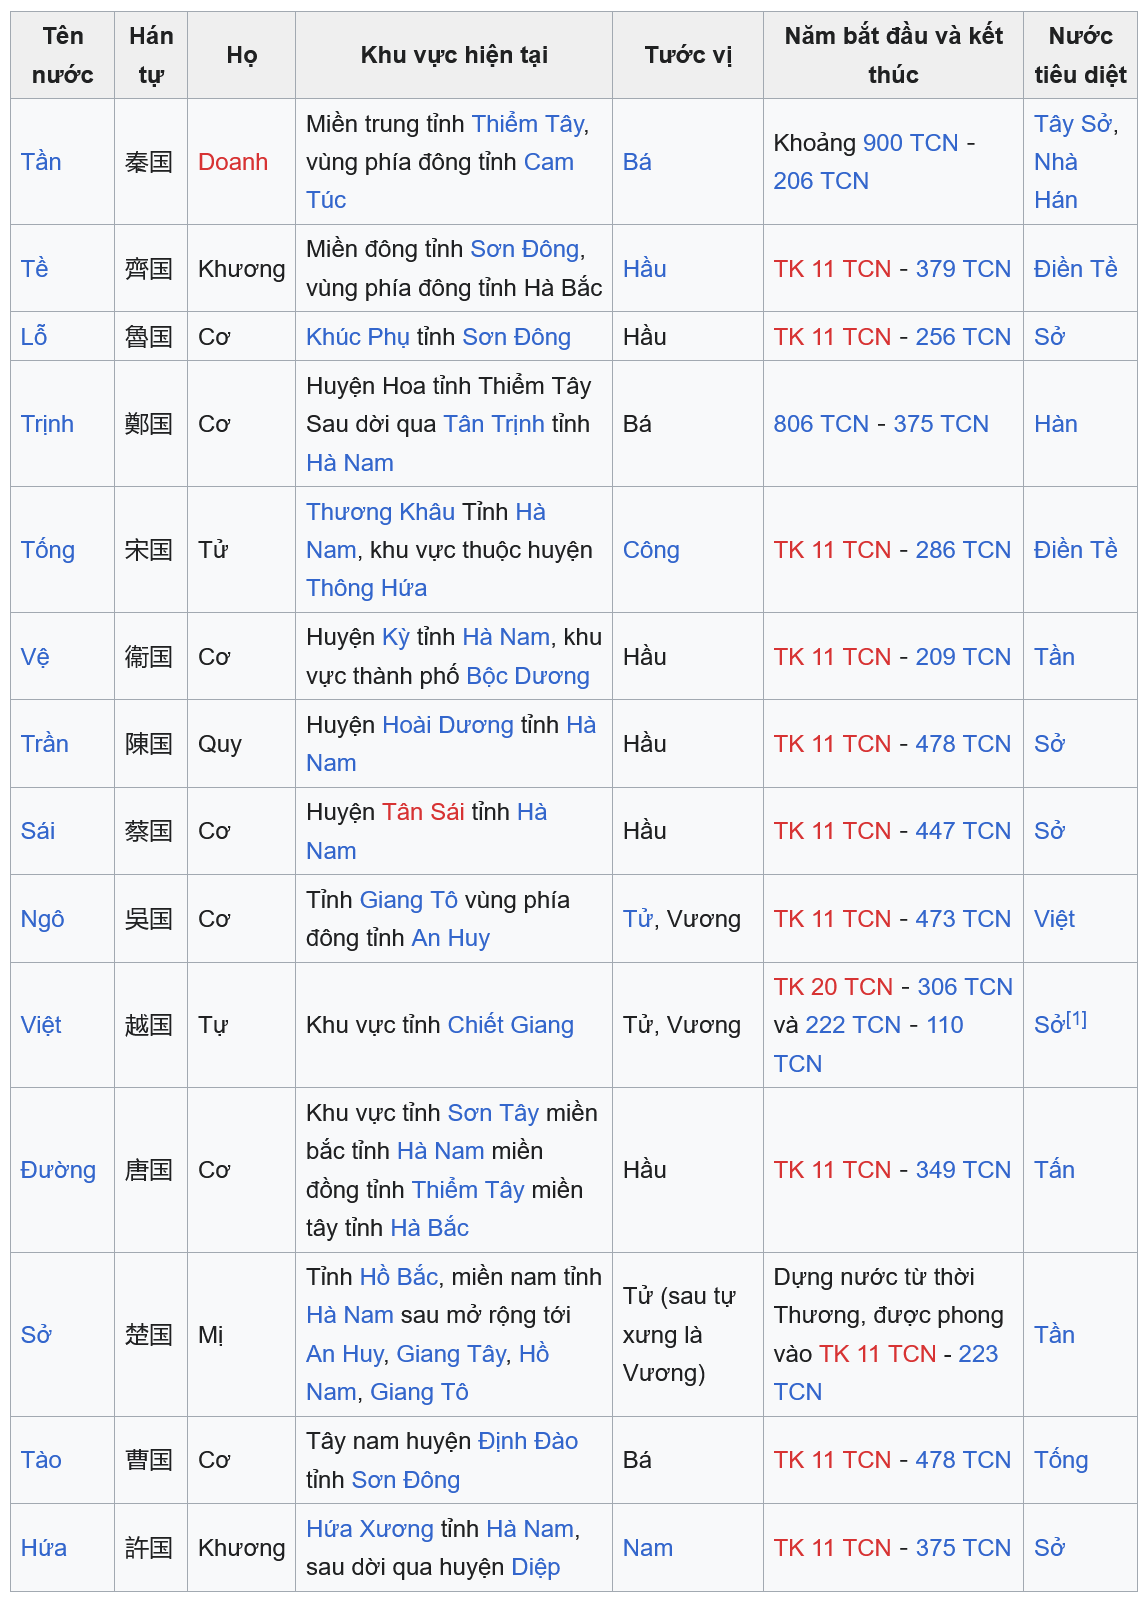 Tên nước	Hán tự	Họ	Khu vực hiện tại	Tước vị	Năm bắt đầu và kết thúc	Nước tiêu diệt
Tần	秦国	Doanh	Miền trung tỉnh Thiểm Tây, vùng phía đông tỉnh Cam Túc	Bá	Khoảng 900 TCN - 206 TCN	Tây Sở, Nhà Hán
Tề	齊国	Khương	Miền đông tỉnh Sơn Đông, vùng phía đông tỉnh Hà Bắc	Hầu	TK 11 TCN - 379 TCN	Điền Tề
Lỗ	魯国	Cơ	Khúc Phụ tỉnh Sơn Đông	Hầu	TK 11 TCN - 256 TCN	Sở
Trịnh	鄭国	Cơ	Huyện Hoa tỉnh Thiểm Tây Sau dời qua Tân Trịnh tỉnh Hà Nam	Bá	806 TCN - 375 TCN	Hàn
Tống	宋国	Tử	Thương Khâu Tỉnh Hà Nam, khu vực thuộc huyện Thông Hứa	Công	TK 11 TCN - 286 TCN	Điền Tề
Vệ	衞国	Cơ	Huyện Kỳ tỉnh Hà Nam, khu vực thành phố Bộc Dương	Hầu	TK 11 TCN - 209 TCN	Tần
Trần	陳国	Quy	Huyện Hoài Dương tỉnh Hà Nam	Hầu	TK 11 TCN - 478 TCN	Sở
Sái	蔡国	Cơ	Huyện Tân Sái tỉnh Hà Nam	Hầu	TK 11 TCN - 447 TCN	Sở
Ngô	吳国	Cơ	Tỉnh Giang Tô vùng phía đông tỉnh An Huy	Tử, Vương	TK 11 TCN - 473 TCN	Việt
Việt	越国	Tự	Khu vực tỉnh Chiết Giang	Tử, Vương	TK 20 TCN - 306 TCN và 222 TCN - 110 TCN	Sở[1]
Đường	唐国	Cơ	Khu vực tỉnh Sơn Tây miền bắc tỉnh Hà Nam miền đồng tỉnh Thiểm Tây miền tây tỉnh Hà Bắc	Hầu	TK 11 TCN - 349 TCN	Tấn
Sở	楚国	Mị	Tỉnh Hồ Bắc, miền nam tỉnh Hà Nam sau mở rộng tới An Huy, Giang Tây, Hồ Nam, Giang Tô	Tử (sau tự xưng là Vương)	Dựng nước từ thời Thương, được phong vào TK 11 TCN - 223 TCN	Tần
Tào	曹国	Cơ	Tây nam huyện Định Đào tỉnh Sơn Đông	Bá	TK 11 TCN - 478 TCN	Tống
Hứa	許国	Khương	Hứa Xương tỉnh Hà Nam, sau dời qua huyện Diệp	Nam	TK 11 TCN - 375 TCN	Sở